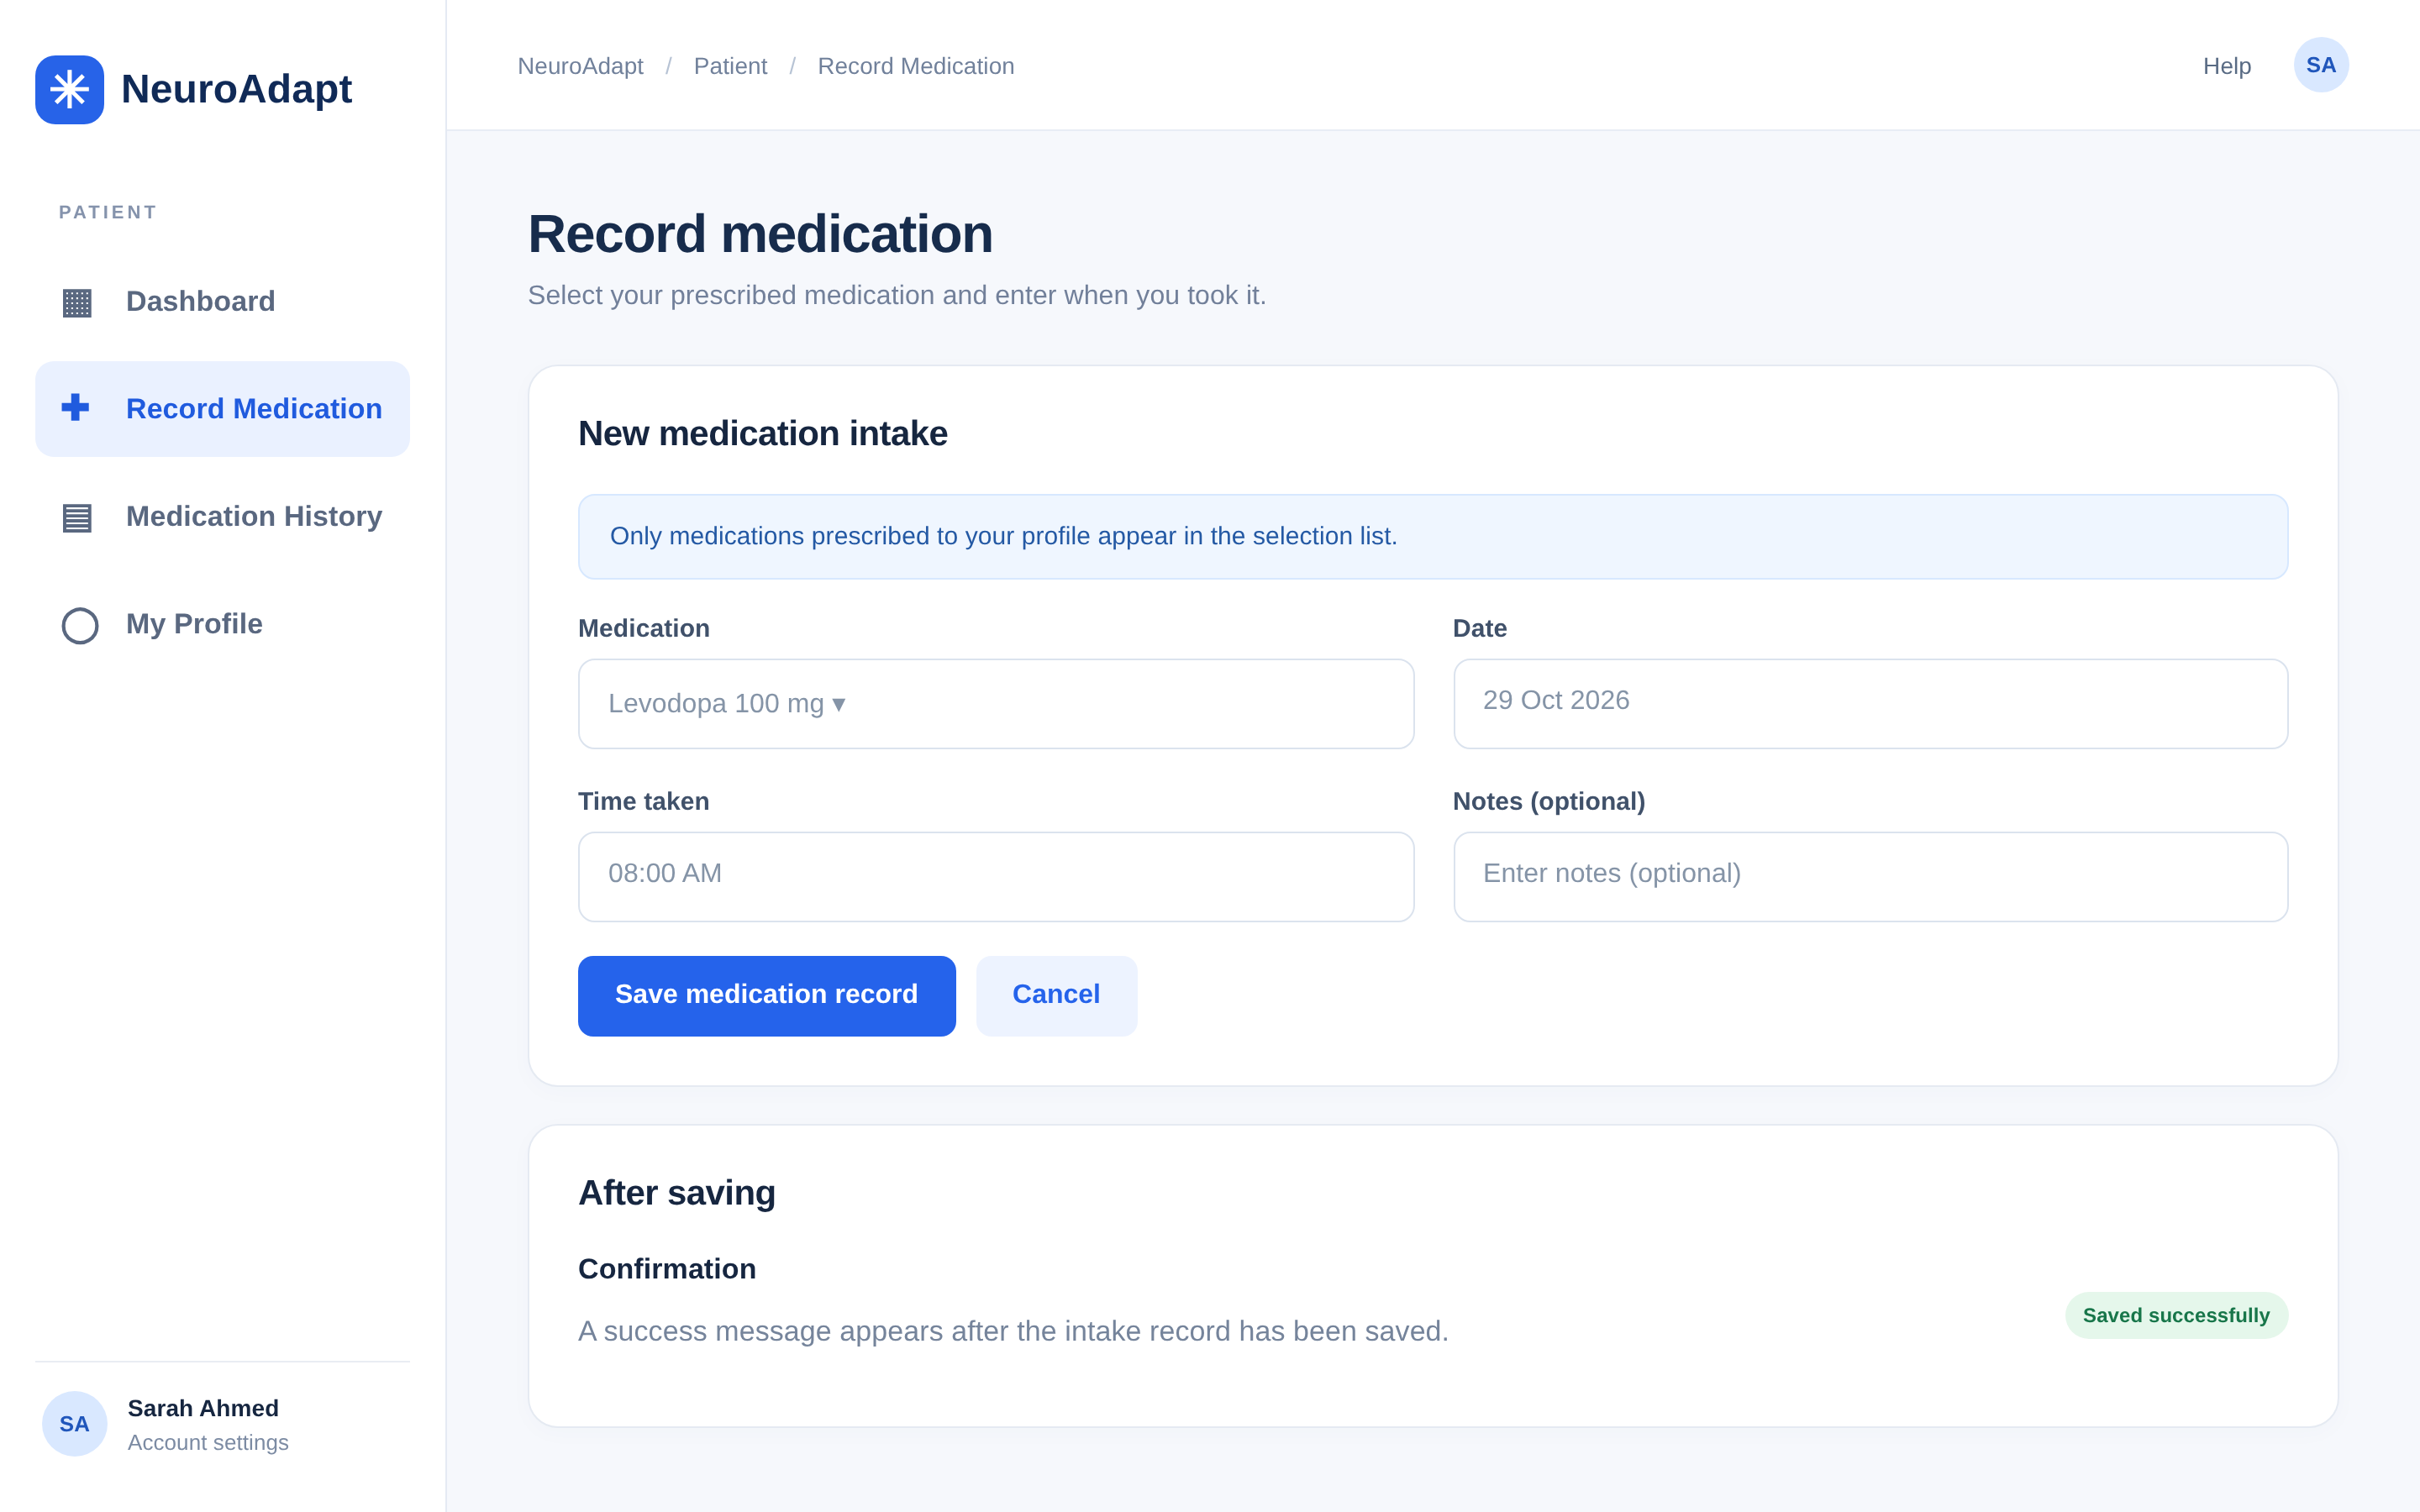 NeuroAdapt
PATIENT
Dashboard
Record Medication
Medication History
My Profile
SA
Sarah Ahmed
Account settings
NeuroAdapt / Patient / Record Medication
Help
SA
Record medication
Select your prescribed medication and enter when you took it.
New medication intake
Only medications prescribed to your profile appear in the selection list.
Medication
Levodopa 100 mg ▾
Date
29 Oct 2026
Time taken
08:00 AM
Notes (optional)
Enter notes (optional)
Save medication record
Cancel
After saving
Confirmation
A success message appears after the intake record has been saved.
Saved successfully